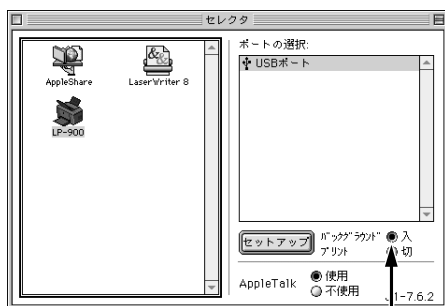 セレクタ
AppleShare
LaserWriter 8
LP-900
ポートの選択:
USBポート
セットアップ
バックグラウンド
プリント
入
切
AppleTalk
使用
不使用
1-7.6.2